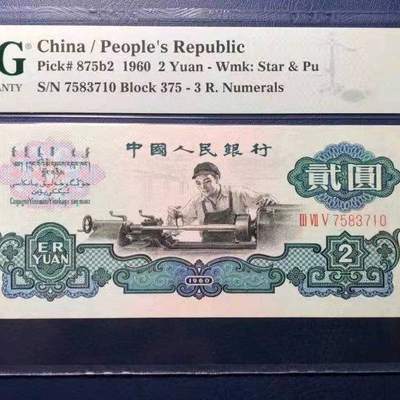 G China / People's Republic
Pick# 875b2 1960 2 Yuan - Wmk: Star & Pu
ANTY S/N 7583710 Block 375 - 3 R. Numerals
中國人民銀行
貳圓
III VII V 7583710
ER
YUAN
2
1960